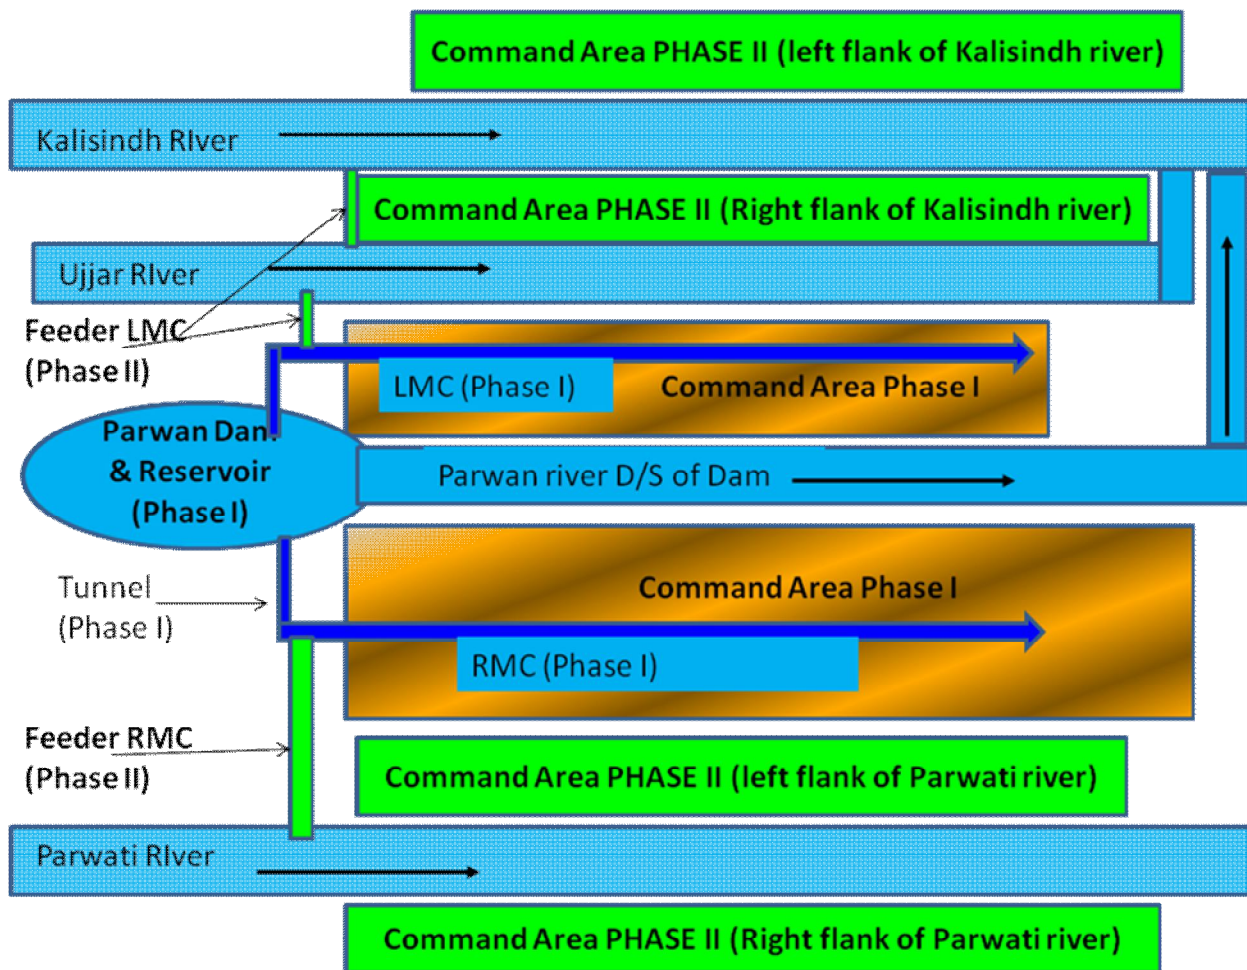 Command Area PHASE II (left flank of Kalisindh river)
Kalisindh RIver
Command Area PHASE II (Right flank of Kalisindh river)
Ujjar RIver
Feeder LMC
(Phase II)
LMC (Phase I)
Command Area Phase I
Parwan Dam
& Reservoir
(Phase I)
Parwan river D/S of Dam
Tunnel
(Phase I)
Command Area Phase I
RMC (Phase I)
Feeder RMC
(Phase II)
Command Area PHASE II (left flank of Parwati river)
Parwati RIver
Command Area PHASE II (Right flank of Parwati river)